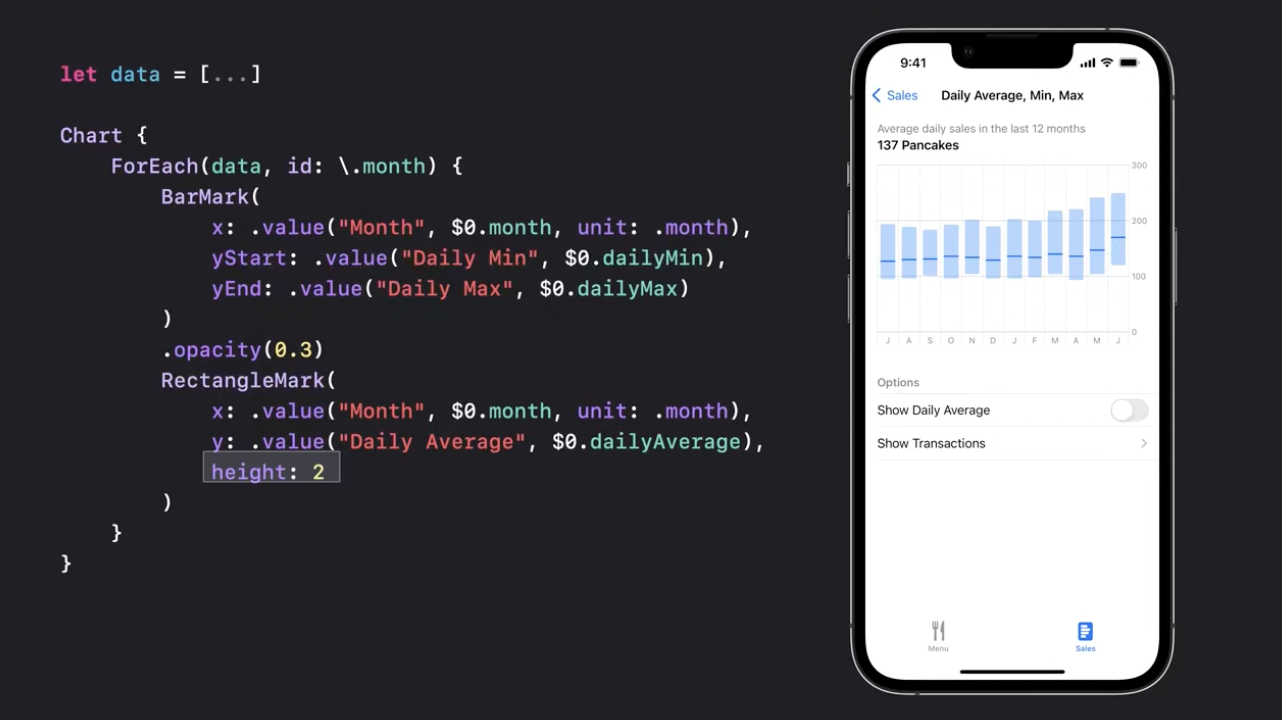 let data = [...]
Chart {
ForEach(data, id: \.month) {
BarMark(
x: .value("Month", $0.month, unit: .month),
yStart: .value("Daily Min", $0.dailyMin),
yEnd: .value("Daily Max", $0.dailyMax)
)
.opacity(0.3)
RectangleMark(
x: .value("Month", $0.month, unit: .month),
y: .value("Daily Average", $0.dailyAverage),
height: 2
)
}
}
9:41
Sales Daily Average, Min, Max
Average daily sales in the last 12 months
137 Pancakes
300
200
100
0
J A S O N D J F M A M J
Options
Show Daily Average
Show Transactions
Menu Sales